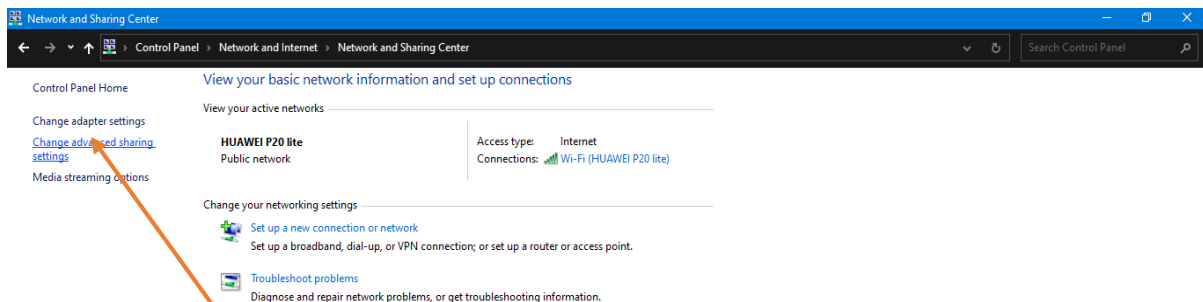 Network and Sharing Center
Control Panel › Network and Internet › Network and Sharing Center
Search Control Panel
Control Panel Home
Change adapter settings
Change advanced sharing
settings
Media streaming options
View your basic network information and set up connections
View your active networks
HUAWEI P20 lite
Public network
Access type: Internet
Connections: Wi-Fi (HUAWEI P20 lite)
Change your networking settings
Set up a new connection or network
Set up a broadband, dial-up, or VPN connection; or set up a router or access point.
Troubleshoot problems
Diagnose and repair network problems, or get troubleshooting information.